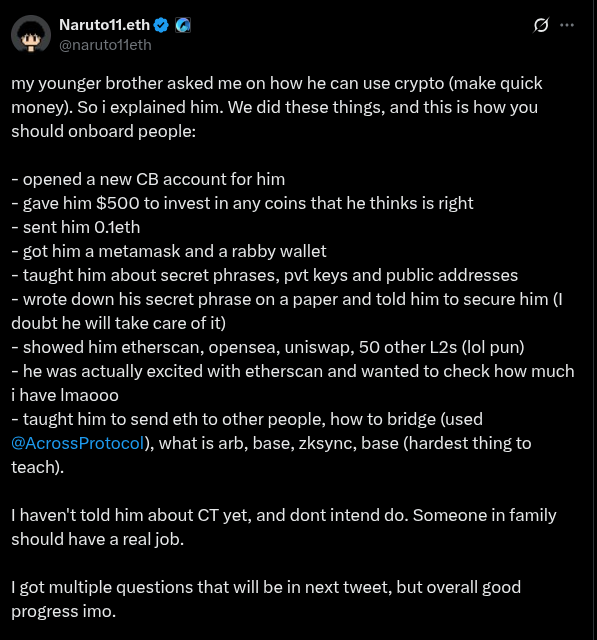 Naruto11.eth
@naruto11eth
my younger brother asked me on how he can use crypto (make quick
money). So i explained him. We did these things, and this is how you
should onboard people:
- opened a new CB account for him
- gave him $500 to invest in any coins that he thinks is right
- sent him 0.1eth
- got him a metamask and a rabby wallet
- taught him about secret phrases, pvt keys and public addresses
- wrote down his secret phrase on a paper and told him to secure him (I
doubt he will take care of it)
- showed him etherscan, opensea, uniswap, 50 other L2s (lol pun)
- he was actually excited with etherscan and wanted to check how much
i have lmaooo
- taught him to send eth to other people, how to bridge (used
@AcrossProtocol), what is arb, base, zksync, base (hardest thing to
teach).
I haven't told him about CT yet, and dont intend do. Someone in family
should have a real job.
I got multiple questions that will be in next tweet, but overall good
progress imo.